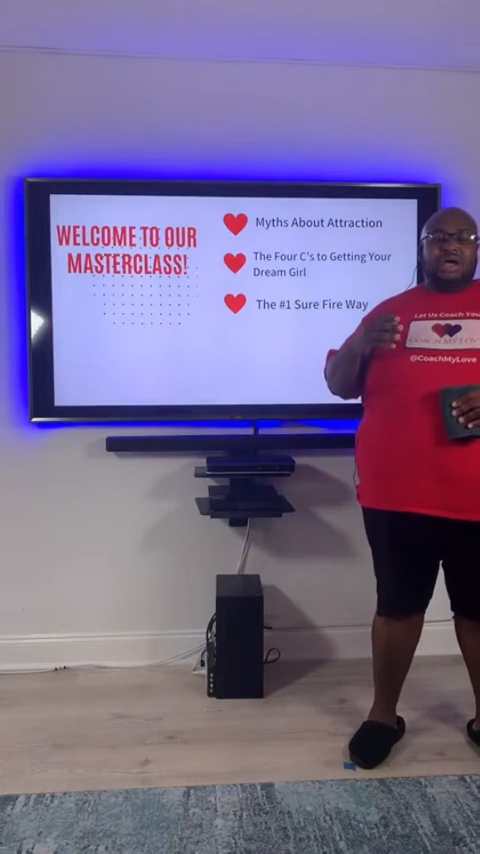 WELCOME TO OUR
MASTERCLASS!
Myths About Attraction
The Four C's to Getting Your
Dream Girl
The #1 Sure Fire Way
Let Us Coach You
COACH MY LOVE
@CoachMyLove